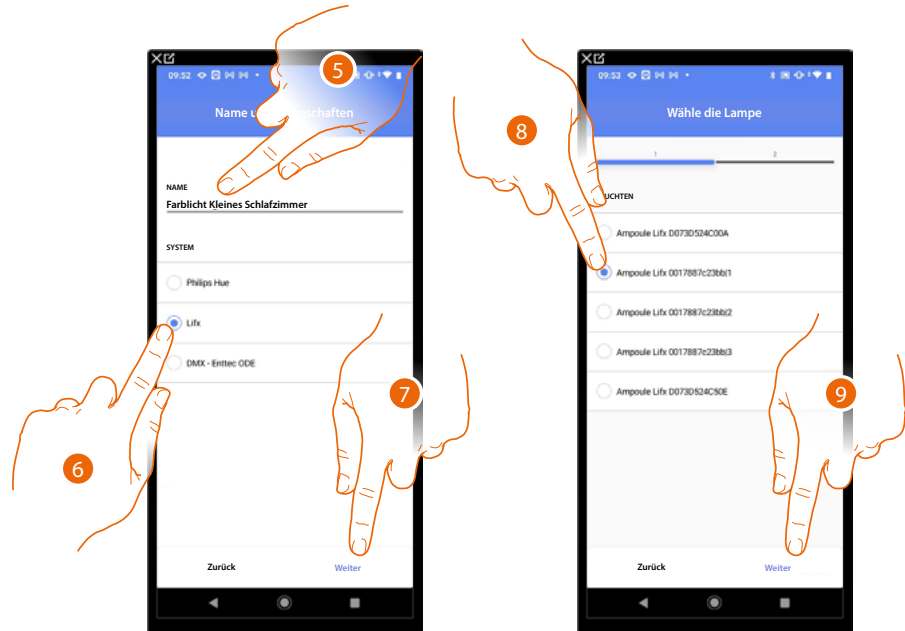 5
09:52
Name u schaften
NAME
Farblicht Kleines Schlafzimmer
SYSTEM
Philips Hue
Lifx
DMX - Enttec ODE
7
6
Zurück
Weiter
09:53
Wähle die Lampe
8
1
2
UCHTEN
Ampoule Lifx D073D524C00A
Ampoule Lifx 0017887c23bb|1
Ampoule Lifx 0017887c23bb|2
Ampoule Lifx 0017887c23bb|3
Ampoule Lifx D073D524C50E
9
Zurück
Weiter